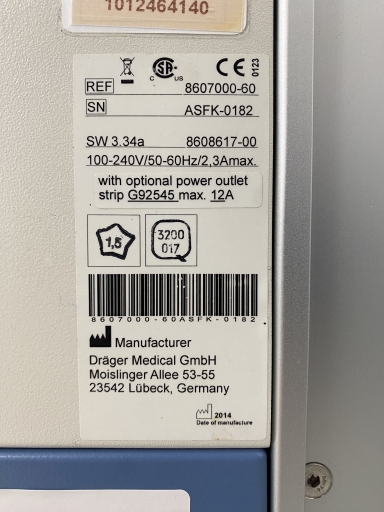 1012464140
CSA
C US
CE 0123
REF 8607000-60
SN ASFK-0182
SW 3.34a 8608617-00
100-240V/50-60Hz/2,3Amax.
with optional power outlet
strip G92545 max. 12A
1,5
3200
017
8607000-60ASFK-0182
Manufacturer
Dräger Medical GmbH
Moislinger Allee 53-55
23542 Lübeck, Germany
2014
Date of manufacture